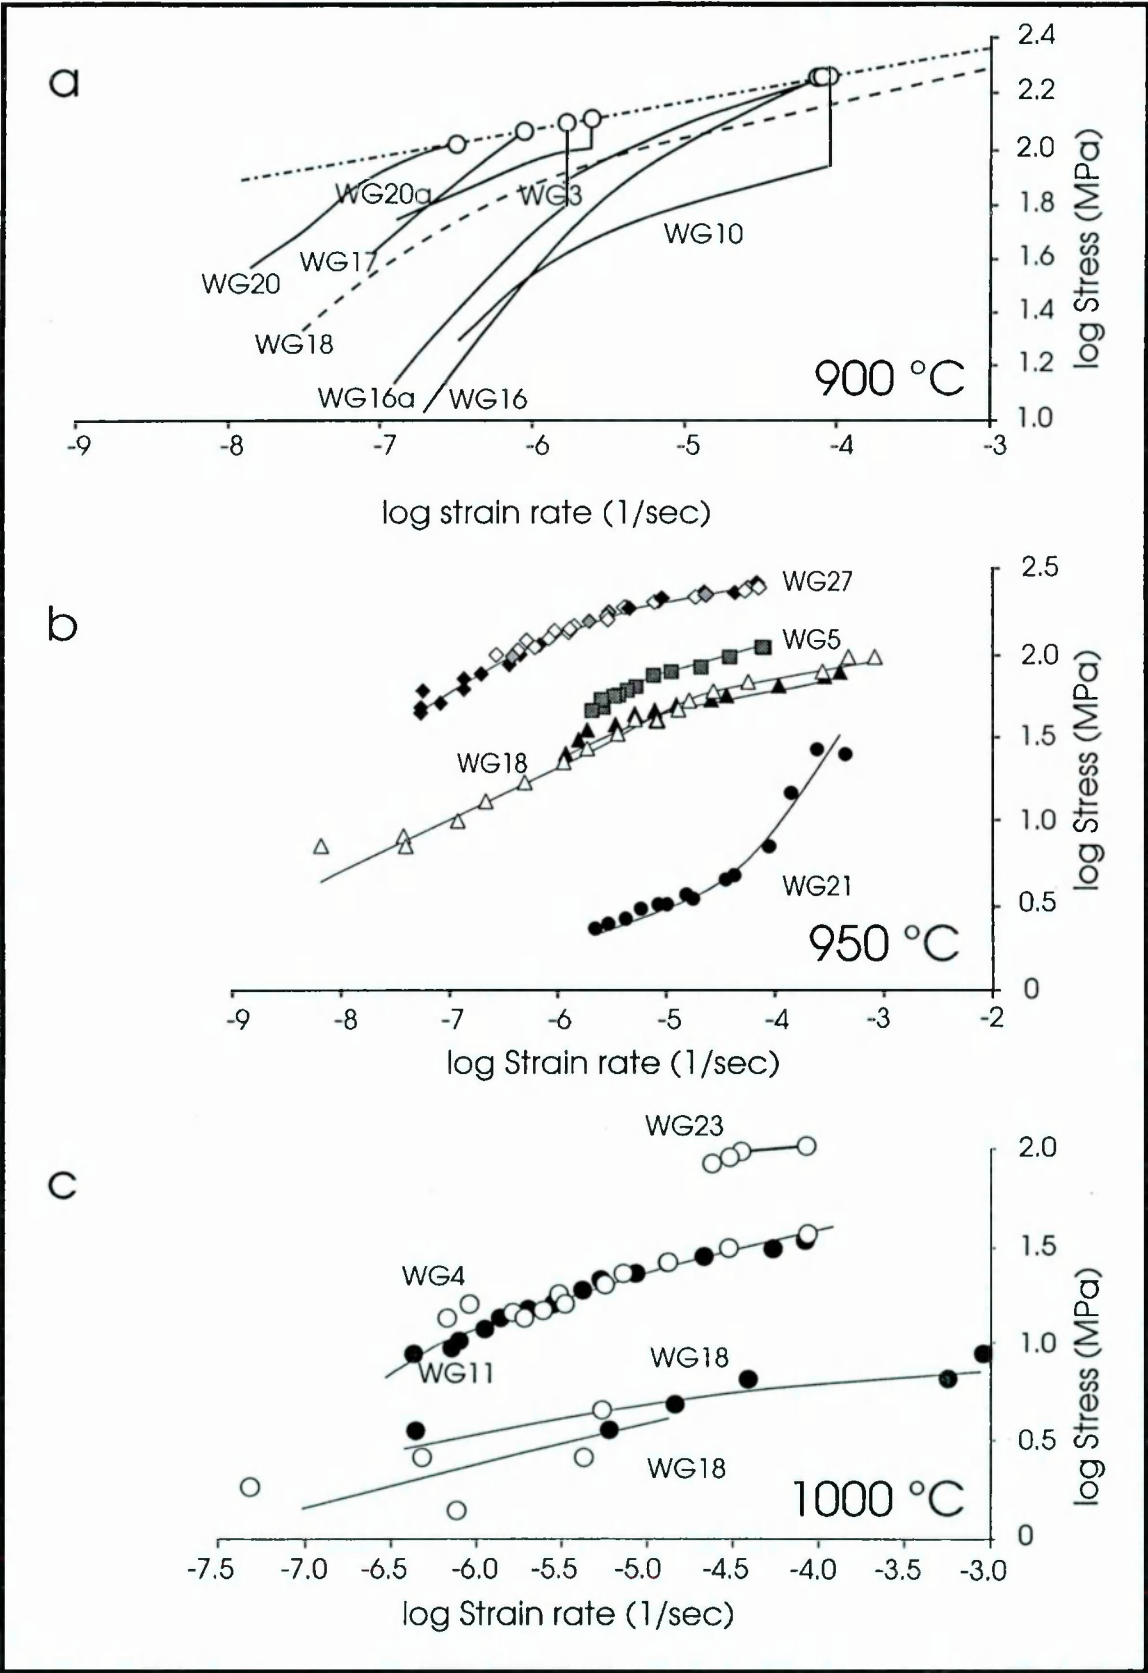 a
2.4
2.2
2.0
1.8
1.6
1.4
1.2
1.0
log Stress (MPa)
WG20a
WG3
WG10
WG17
WG20
WG18
WG16a
WG16
900 °C
-9
-8
-7
-6
-5
-4
-3
log strain rate (1/sec)
b
2.5
2.0
1.5
1.0
0.5
0
log Stress (MPa)
WG27
WG5
WG18
WG21
950 °C
-9
-8
-7
-6
-5
-4
-3
-2
log Strain rate (1/sec)
c
WG23
2.0
1.5
1.0
0.5
0
log Stress (MPa)
WG4
WG11
WG18
WG18
1000 °C
-7.5
-7.0
-6.5
-6.0
-5.5
-5.0
-4.5
-4.0
-3.5
-3.0
log Strain rate (1/sec)